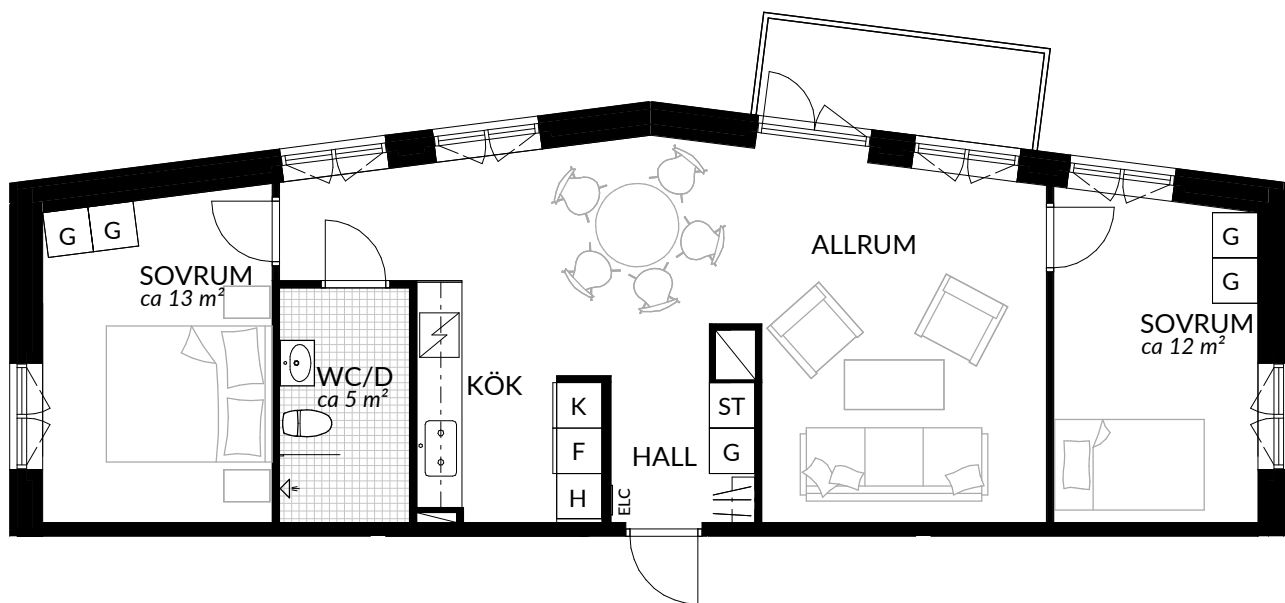 G
G
SOVRUM
ca 13 m²
WC/D
ca 5 m²
KÖK
K
F
H
ELC
HALL
ST
G
ALLRUM
G
G
SOVRUM
ca 12 m²